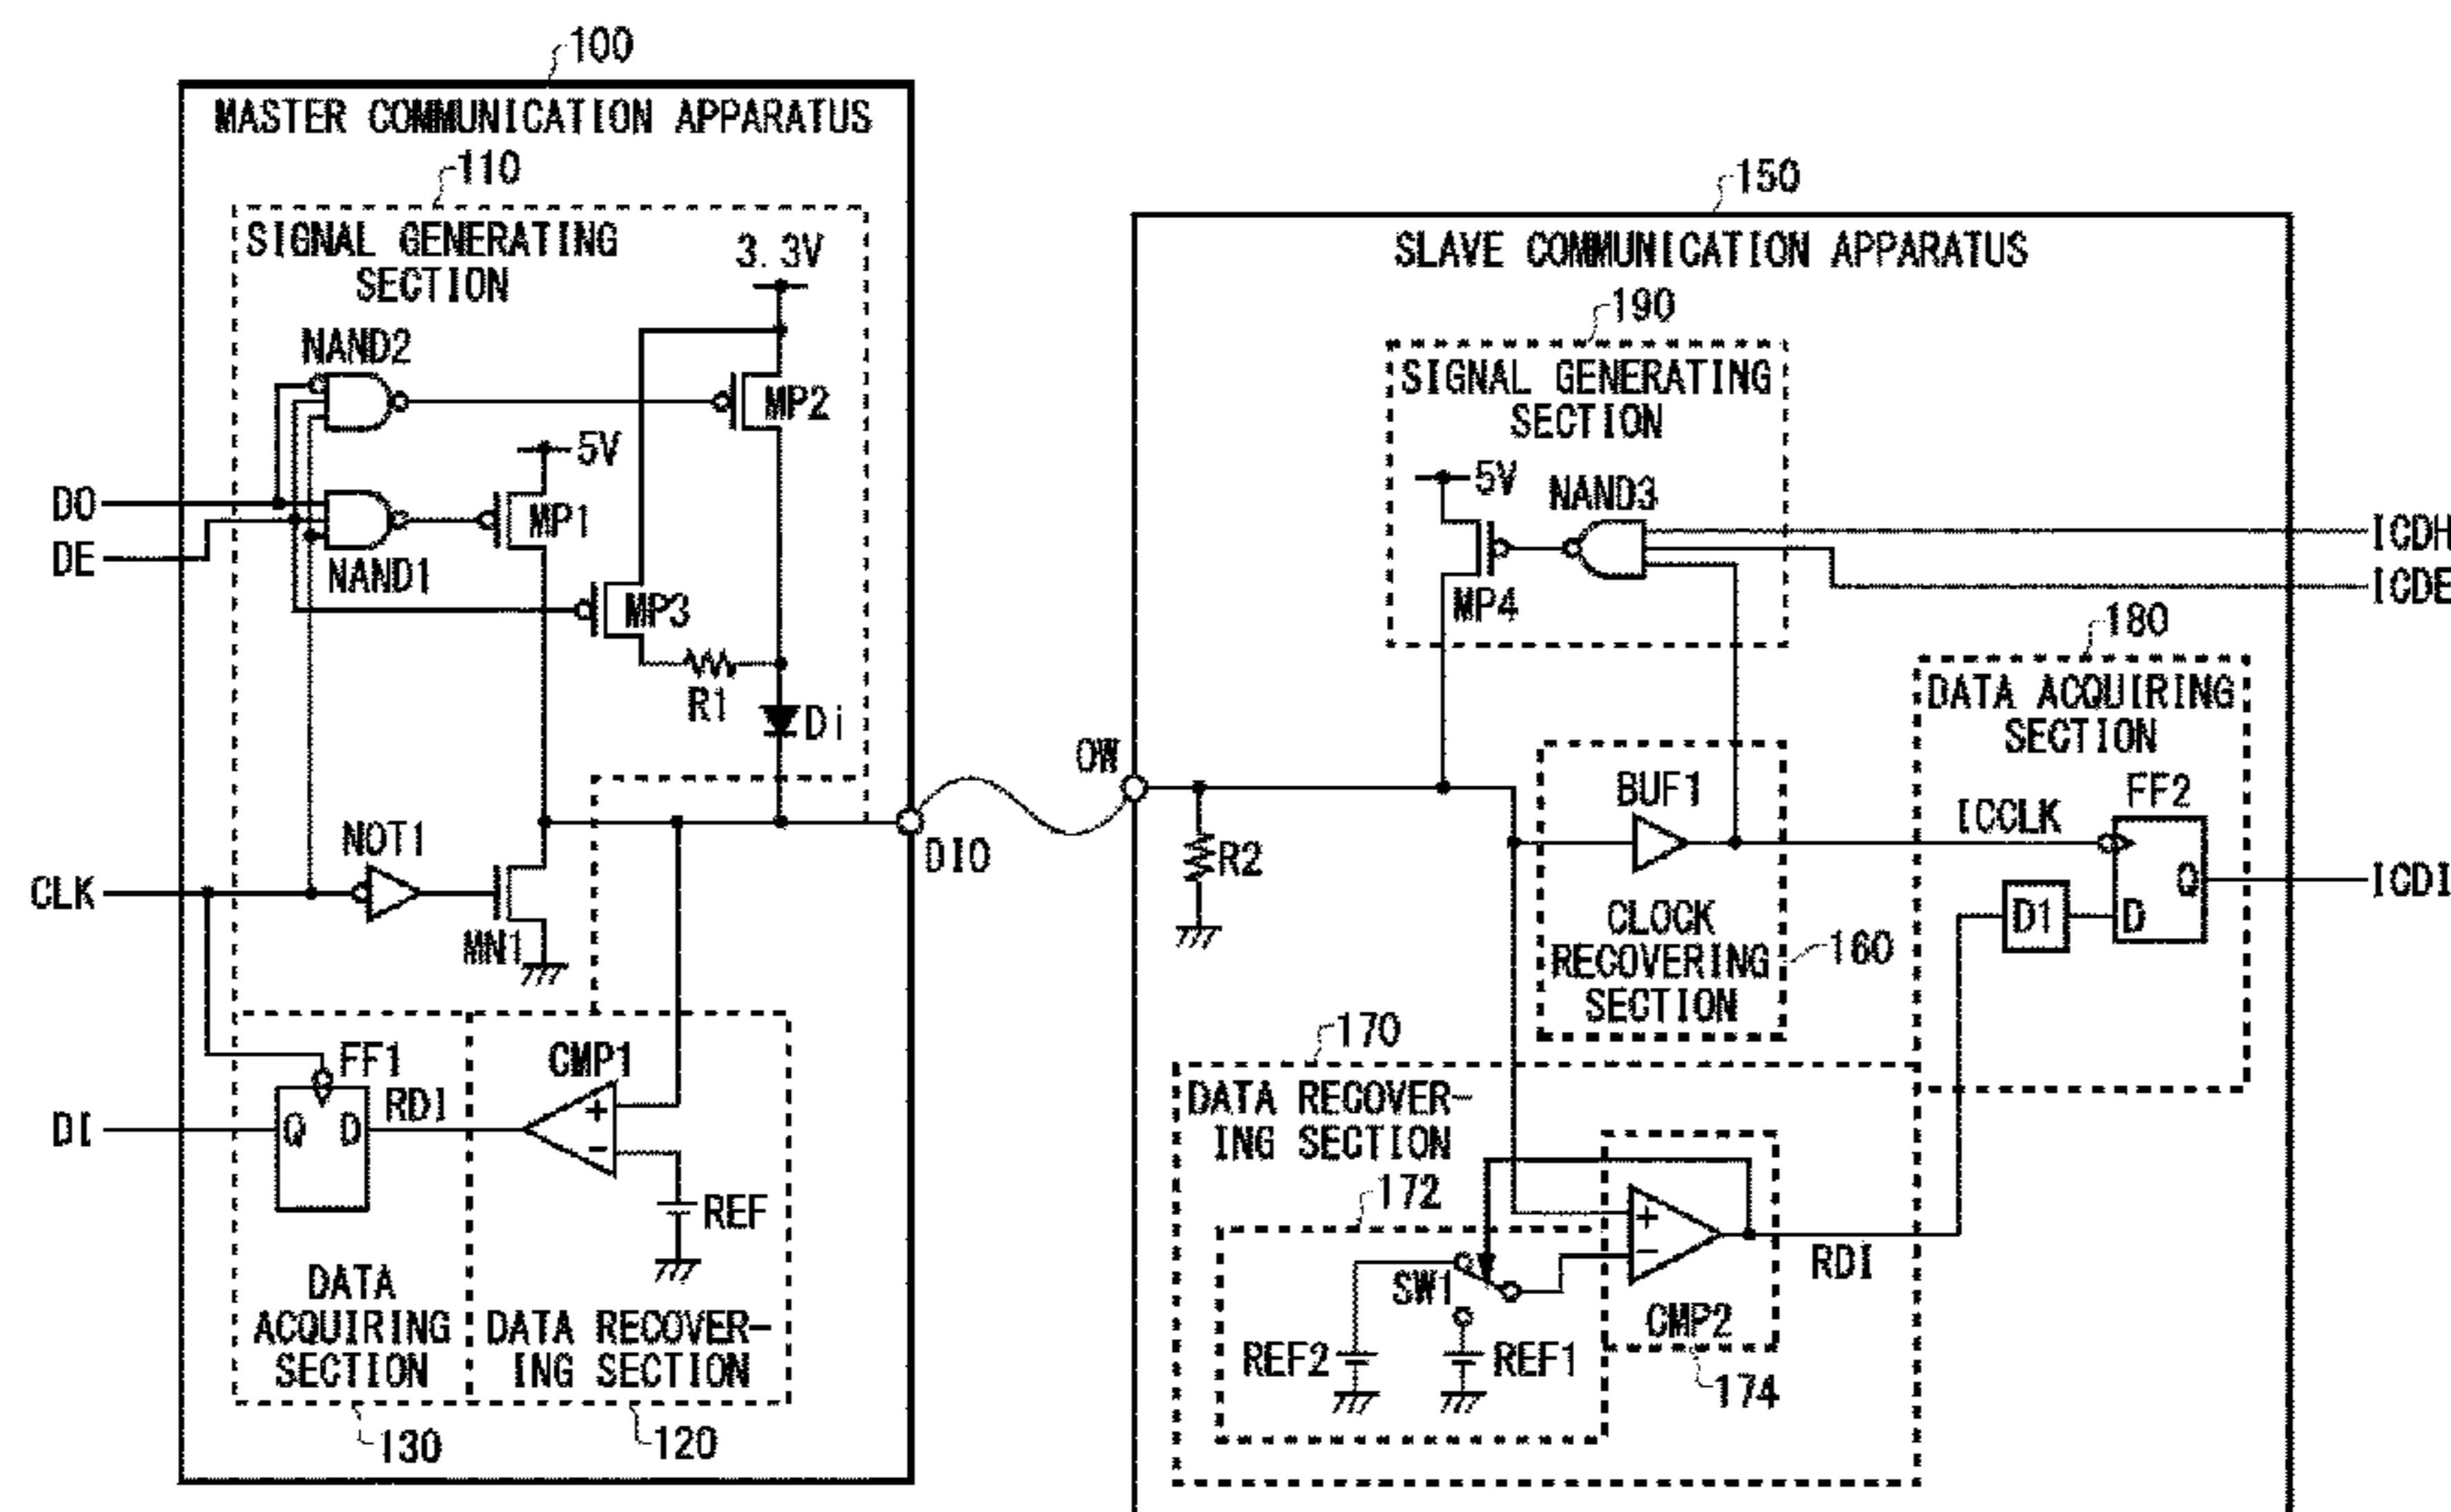 100
MASTER COMMUNICATION APPARATUS
110
SIGNAL GENERATING
SECTION
3.3V
NAND2
MP2
5V
DO
MP1
DE
NAND1
MP3
R1
Di
NOT1
DIO
CLK
MN1
FF1
CMP1
RDI
+
DI
Q
D
−
REF
DATA
ACQUIRING
SECTION
DATA RECOVER-
ING SECTION
130
120
150
SLAVE COMMUNICATION APPARATUS
190
SIGNAL GENERATING
SECTION
5V
NAND3
ICDH
ICDE
MP4
180
DATA ACQUIRING
SECTION
OW
BUF1
FF2
ICCLK
R2
Q
ICDI
CLOCK
RECOVERING
SECTION
160
D1
D
170
DATA RECOVER-
ING SECTION
172
+
−
RDI
SW1
CMP2
REF2
REF1
174